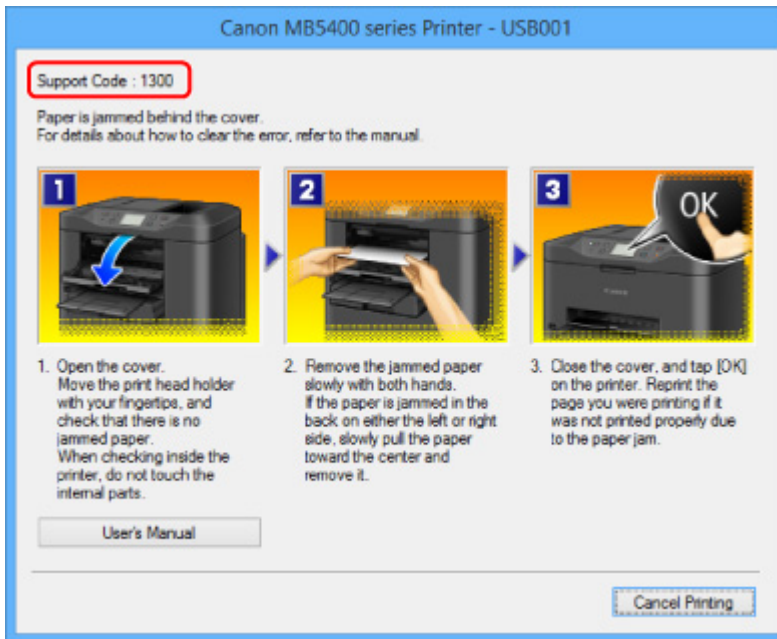 Canon MB5400 series Printer - USB001
Support Code : 1300
Paper is jammed behind the cover.
For details about how to clear the error, refer to the manual.
1
2
3
OK
Canon
1. Open the cover.
Move the print head holder
with your fingertips, and
check that there is no
jammed paper.
When checking inside the
printer, do not touch the
internal parts.
2. Remove the jammed paper
slowly with both hands.
If the paper is jammed in the
back on either the left or right
side, slowly pull the paper
toward the center and
remove it.
3. Close the cover, and tap [OK]
on the printer. Reprint the
page you were printing if it
was not printed properly due
to the paper jam.
User's Manual
Cancel Printing